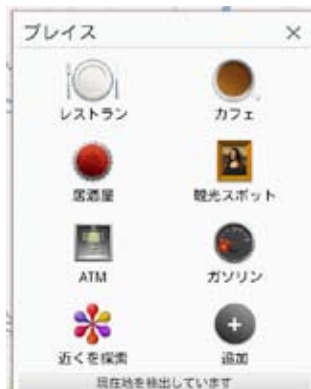 プレイス
レストラン
カフェ
居酒屋
観光スポット
ATM
ガソリン
近くを探索
追加
現在地を検出しています